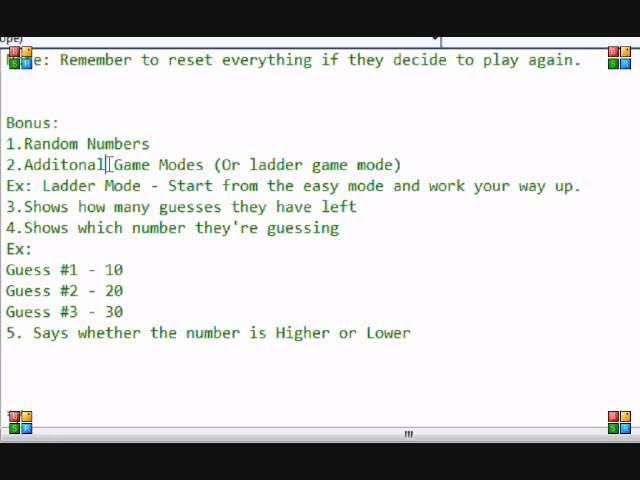 ope)
e: Remember to reset everything if they decide to play again.
Bonus:
1.Random Numbers
2.Additonal Game Modes (Or ladder game mode)
Ex: Ladder Mode - Start from the easy mode and work your way up.
3.Shows how many guesses they have left
4.Shows which number they're guessing
Ex:
Guess #1 - 10
Guess #2 - 20
Guess #3 - 30
5. Says whether the number is Higher or Lower